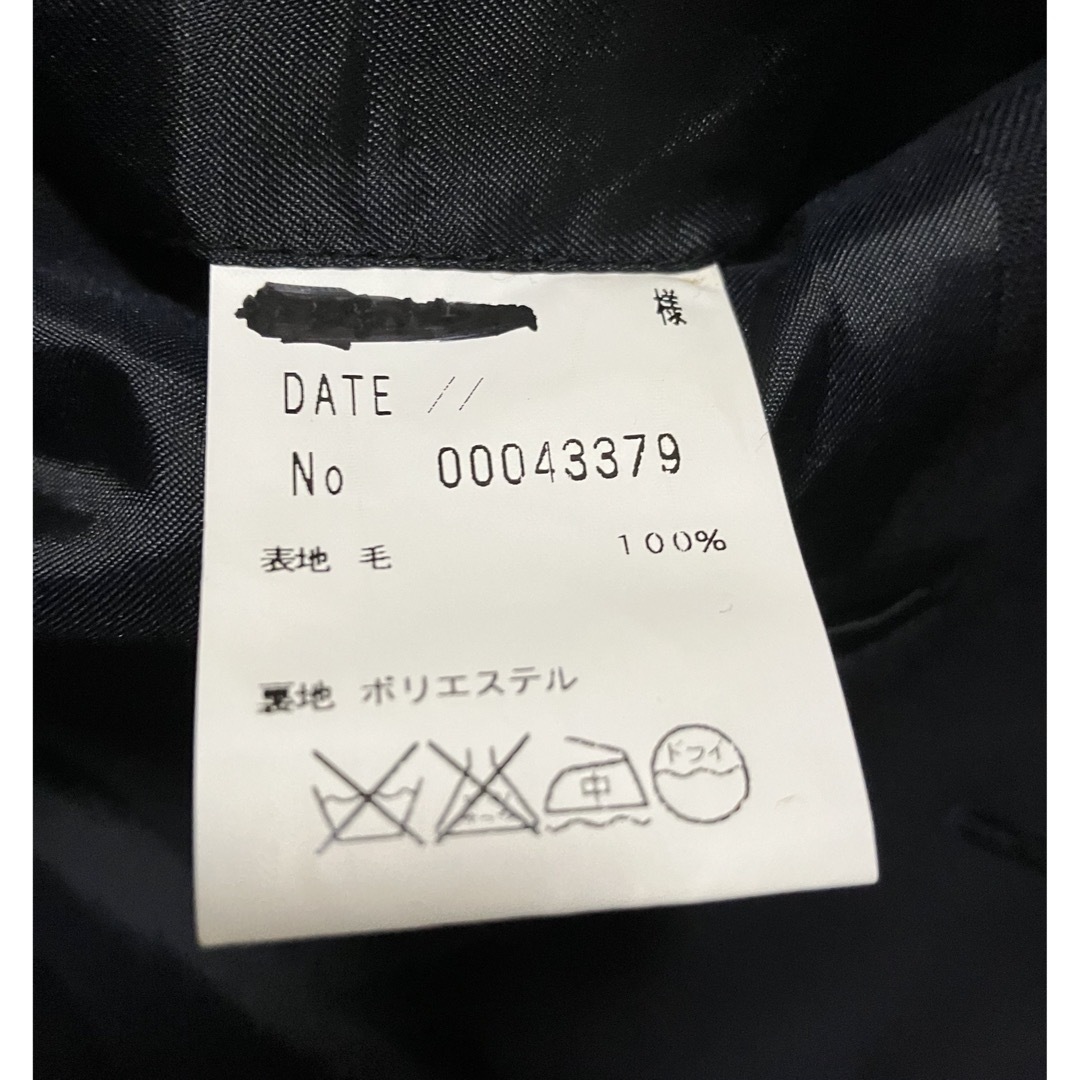 様
DATE //
No 00043379
表地 毛 100%
裏地 ポリエステル
中 ドライ